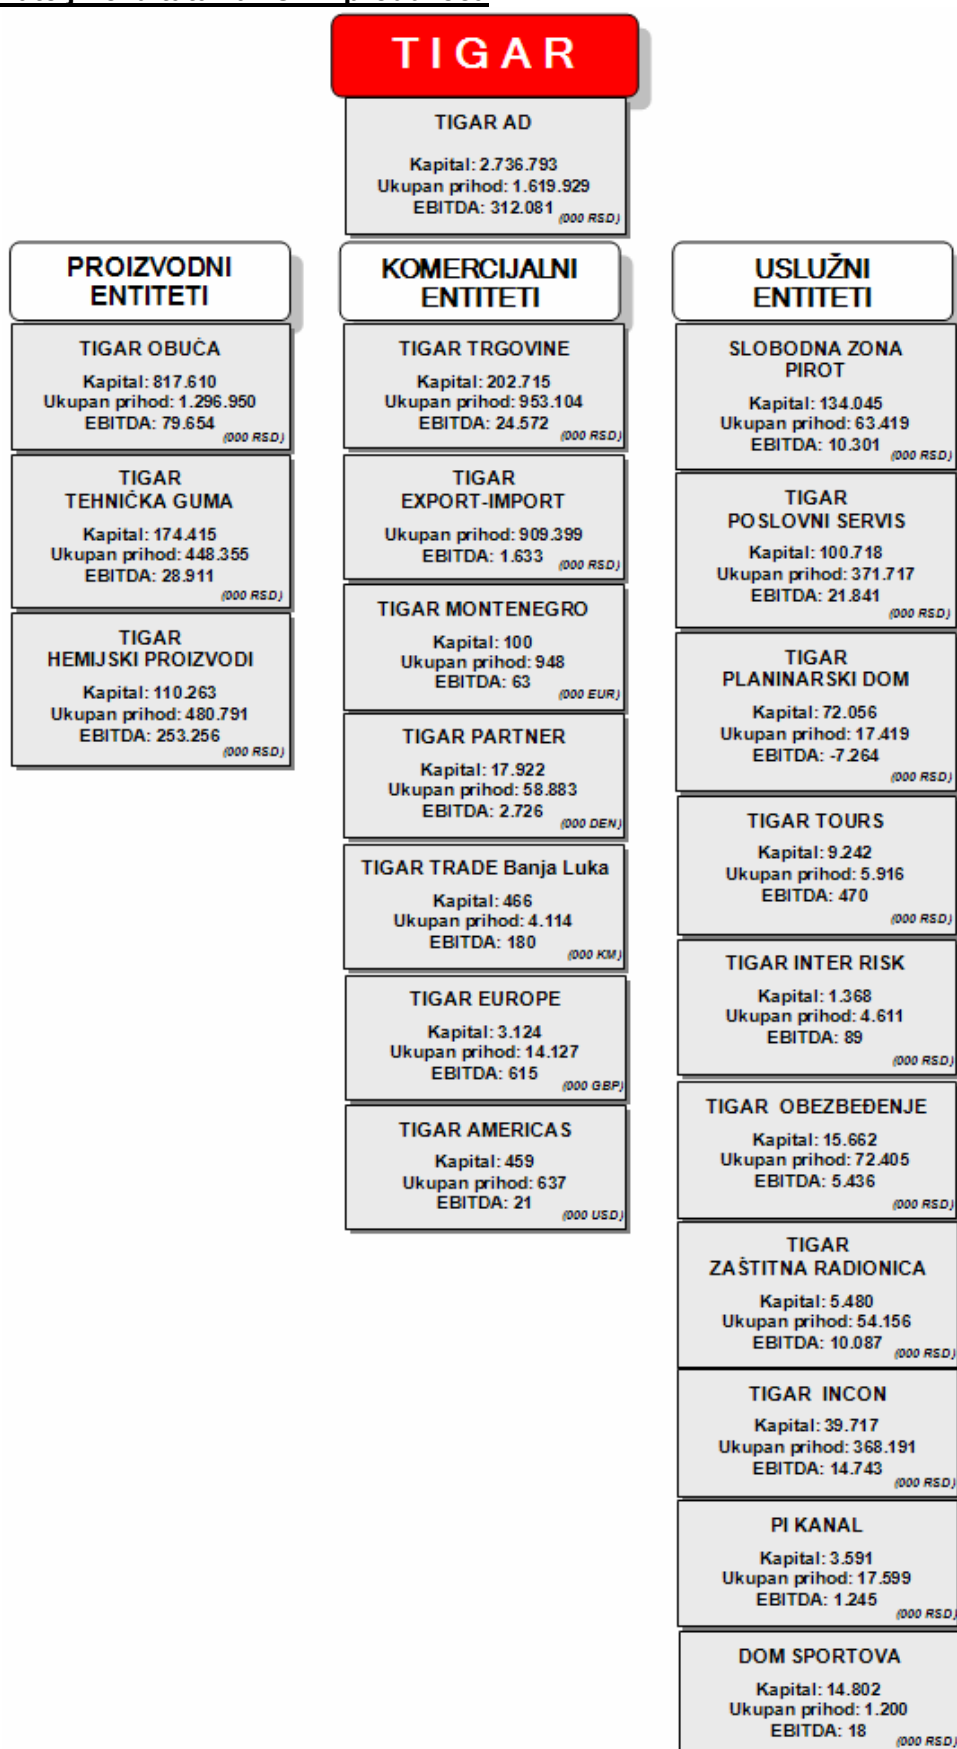 TIGAR
TIGAR AD
Kapital: 2.736.793
Ukupan prihod: 1.619.929
EBITDA: 312.081
(000 RSD)
PROIZVODNI
ENTITETI
TIGAR OBUĆA
Kapital: 817.610
Ukupan prihod: 1.296.950
EBITDA: 79.654
(000 RSD)
TIGAR
TEHNIČKA GUMA
Kapital: 174.415
Ukupan prihod: 448.355
EBITDA: 28.911
(000 RSD)
TIGAR
HEMIJSKI PROIZVODI
Kapital: 110.263
Ukupan prihod: 480.791
EBITDA: 253.256
(000 RSD)
KOMERCIJALNI
ENTITETI
TIGAR TRGOVINE
Kapital: 202.715
Ukupan prihod: 953.104
EBITDA: 24.572
(000 RSD)
TIGAR
EXPORT-IMPORT
Ukupan prihod: 909.399
EBITDA: 1.633
(000 RSD)
TIGAR MONTENEGRO
Kapital: 100
Ukupan prihod: 948
EBITDA: 63
(000 EUR)
TIGAR PARTNER
Kapital: 17.922
Ukupan prihod: 58.883
EBITDA: 2.726
(000 DEN)
TIGAR TRADE Banja Luka
Kapital: 466
Ukupan prihod: 4.114
EBITDA: 180
(000 KM)
TIGAR EUROPE
Kapital: 3.124
Ukupan prihod: 14.127
EBITDA: 615
(000 GBP)
TIGAR AMERICAS
Kapital: 459
Ukupan prihod: 637
EBITDA: 21
(000 USD)
USLUŽNI
ENTITETI
SLOBODNA ZONA
PIROT
Kapital: 134.045
Ukupan prihod: 63.419
EBITDA: 10.301
(000 RSD)
TIGAR
POSLOVNI SERVIS
Kapital: 100.718
Ukupan prihod: 371.717
EBITDA: 21.841
(000 RSD)
TIGAR
PLANINARSKI DOM
Kapital: 72.056
Ukupan prihod: 17.419
EBITDA: -7.264
(000 RSD)
TIGAR TOURS
Kapital: 9.242
Ukupan prihod: 5.916
EBITDA: 470
(000 RSD)
TIGAR INTER RISK
Kapital: 1.368
Ukupan prihod: 4.611
EBITDA: 89
(000 RSD)
TIGAR OBEZBEĐENJE
Kapital: 15.662
Ukupan prihod: 72.405
EBITDA: 5.436
(000 RSD)
TIGAR
ZAŠTITNA RADIONICA
Kapital: 5.480
Ukupan prihod: 54.156
EBITDA: 10.087
(000 RSD)
TIGAR INCON
Kapital: 39.717
Ukupan prihod: 368.191
EBITDA: 14.743
(000 RSD)
PI KANAL
Kapital: 3.591
Ukupan prihod: 17.599
EBITDA: 1.245
(000 RSD)
DOM SPORTOVA
Kapital: 14.802
Ukupan prihod: 1.200
EBITDA: 18
(000 RSD)